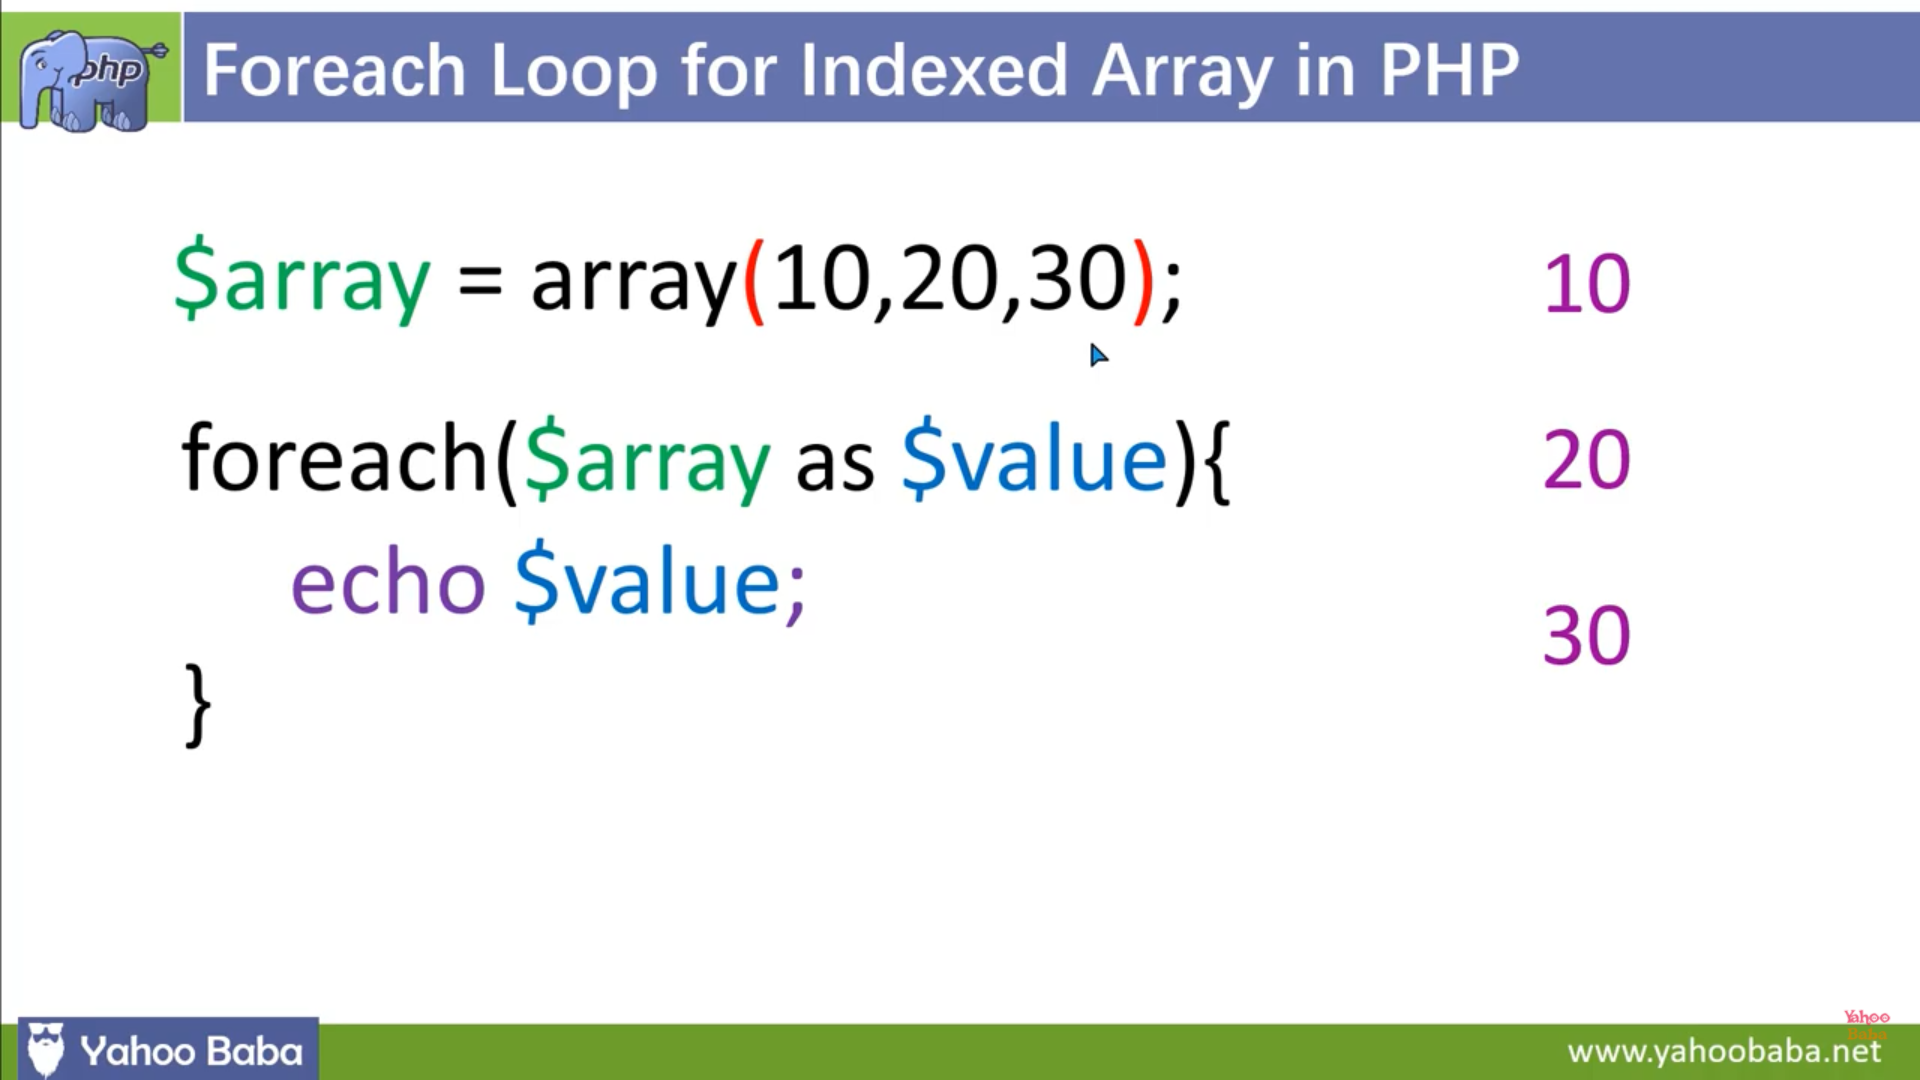 php
Foreach Loop for Indexed Array in PHP
$array = array(10,20,30);
10
foreach($array as $value){
20
echo $value;
30
}
Yahoo Baba
Yahoo
Baba
www.yahoobaba.net